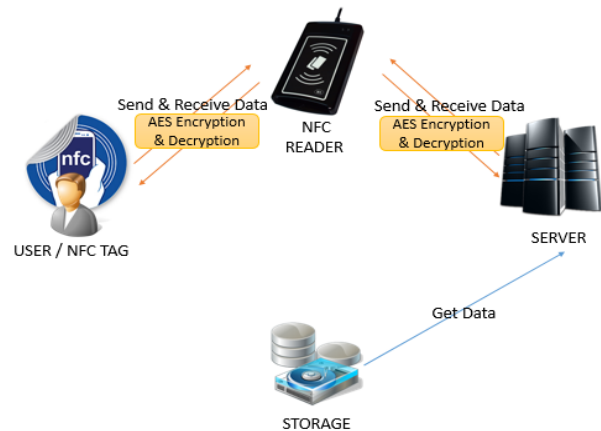 Send & Receive Data
AES Encryption
& Decryption
NFC
READER
Send & Receive Data
AES Encryption
& Decryption
nfc
USER / NFC TAG
SERVER
Get Data
STORAGE